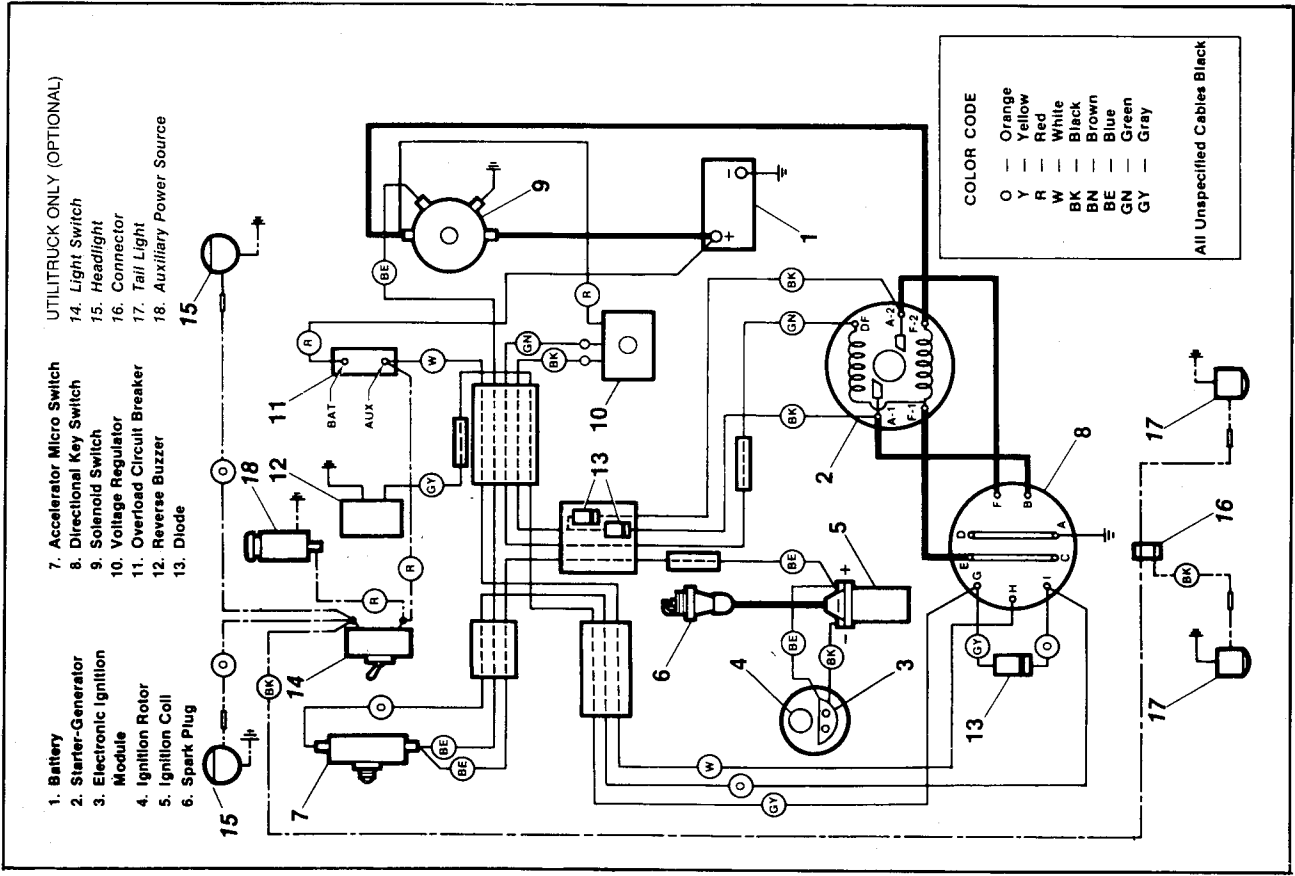 1. Battery
2. Starter-Generator
3. Electronic Ignition
Module
4. Ignition Rotor
5. Ignition Coil
6. Spark Plug
7. Accelerator Micro Switch
8. Directional Key Switch
9. Solenoid Switch
10. Voltage Regulator
11. Overload Circuit Breaker
12. Reverse Buzzer
13. Diode
UTILITRUCK ONLY (OPTIONAL)
14. Light Switch
15. Headlight
16. Connector
17. Tail Light
18. Auxiliary Power Source
15
15
O
O
BK
14
R
R
18
12
GY
11
BAT
AUX
R
W
BE
9
R
GN
BK
10
+
-
1
7
O
BE
BE
13
BK
GN
BK
BE
6
5
+
-
BE
BK
4
3
2
DF
A-2
F-2
A-1
F-1
W
O
GY
8
F
B
D
A
E
C
G
H
I
GY
O
13
16
BK
17
17
COLOR CODE
O — Orange
Y — Yellow
R — Red
W — White
BK — Black
BN — Brown
BE — Blue
GN — Green
GY — Gray
All Unspecified Cables Black